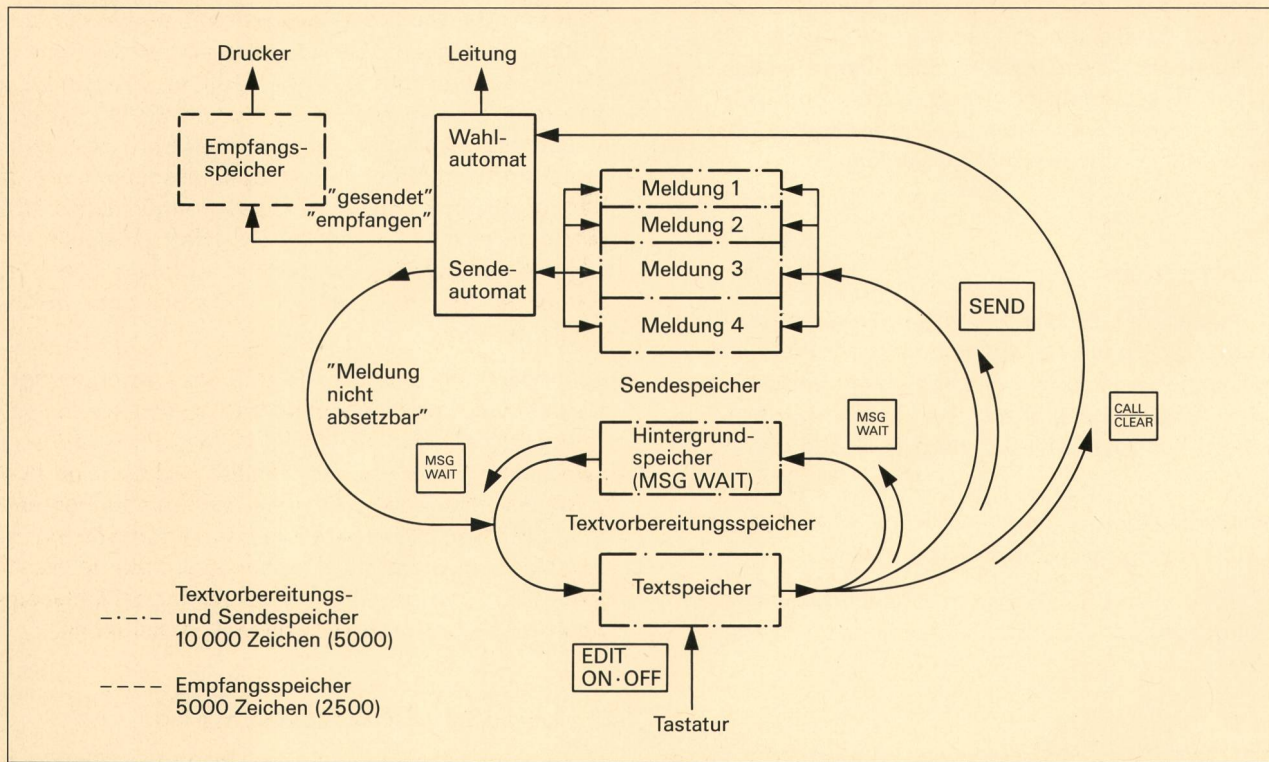 Drucker
Leitung
Empfangs-
speicher
Wahl-
automat
"gesendet"
"empfangen"
Sende-
automat
Meldung 1
Meldung 2
Meldung 3
Meldung 4
Sendespeicher
SEND
"Meldung
nicht
absetzbar"
MSG
WAIT
Hintergrund-
speicher
(MSG WAIT)
MSG
WAIT
CALL
CLEAR
Textvorbereitungsspeicher
Textspeicher
EDIT
ON·OFF
Tastatur
Textvorbereitungs-
und Sendespeicher
10 000 Zeichen (5000)
Empfangsspeicher
5000 Zeichen (2500)